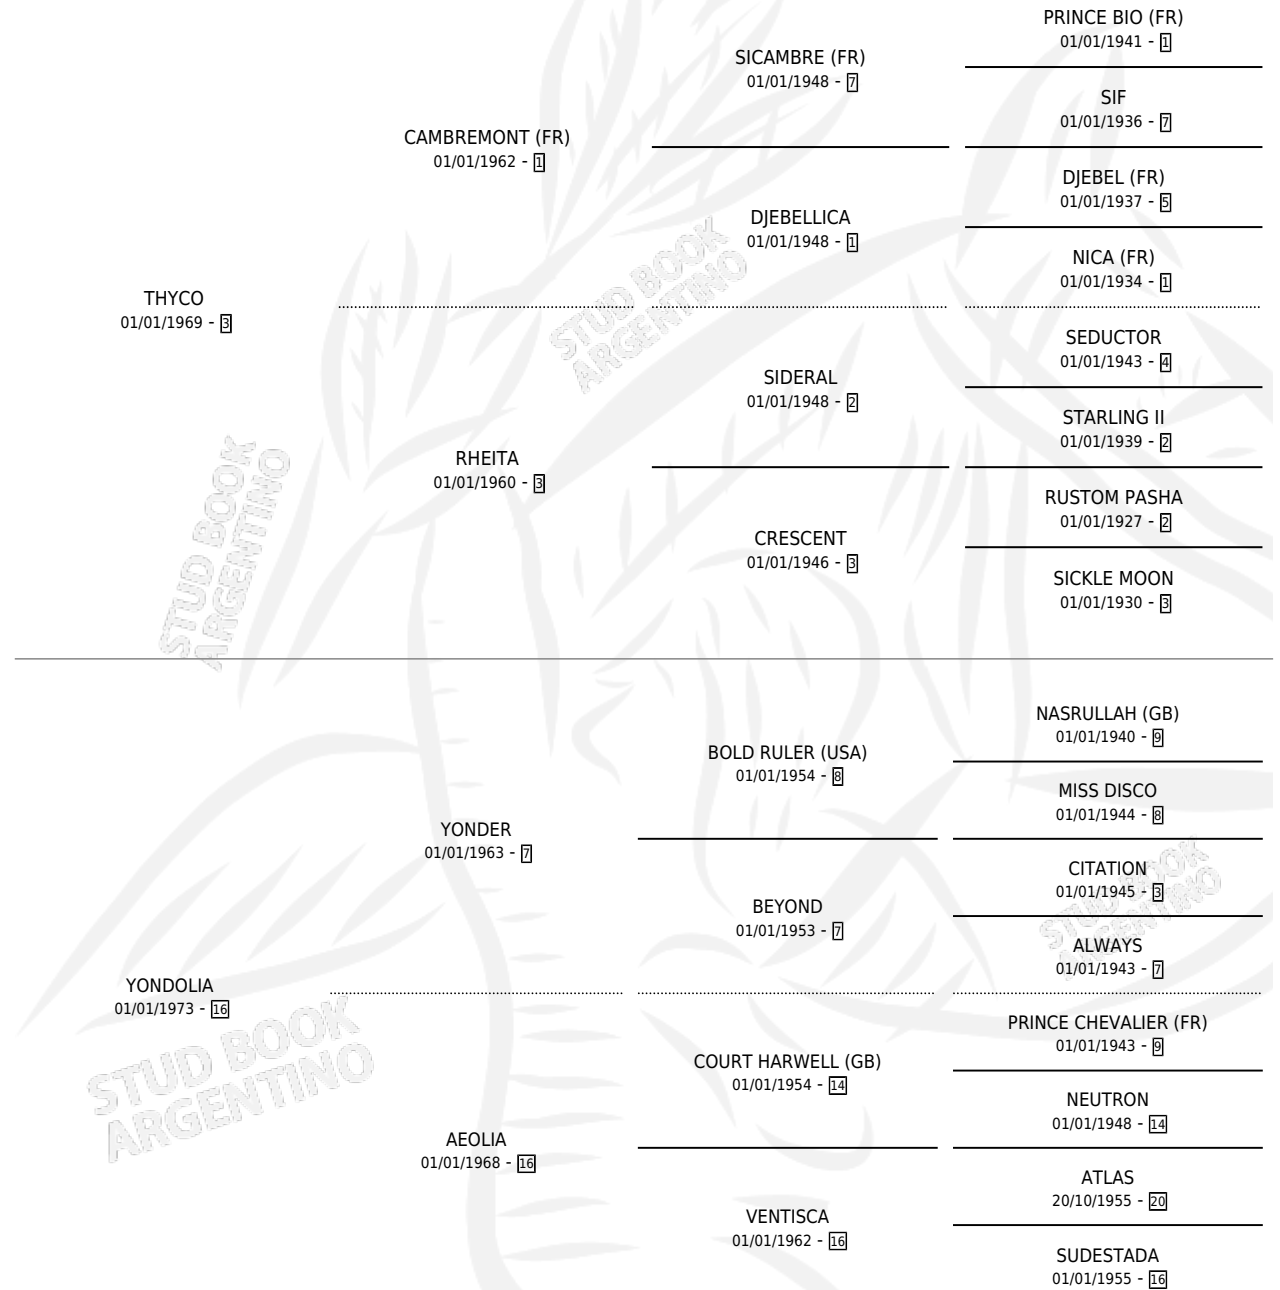 PRINCE BIO (FR)
01/01/1941 - 1
SICAMBRE (FR)
01/01/1948 - 7
SIF
01/01/1936 - 7
CAMBREMONT (FR)
01/01/1962 - 1
DJEBEL (FR)
01/01/1937 - 5
DJEBELLICA
01/01/1948 - 1
NICA (FR)
01/01/1934 - 1
THYCO
01/01/1969 - 3
SEDUCTOR
01/01/1943 - 4
SIDERAL
01/01/1948 - 2
STARLING II
01/01/1939 - 2
RHEITA
01/01/1960 - 3
RUSTOM PASHA
01/01/1927 - 2
CRESCENT
01/01/1946 - 3
SICKLE MOON
01/01/1930 - 3
STUD BOOK
ARGENTINO
STUD BOOK
ARGENTINO
NASRULLAH (GB)
01/01/1940 - 9
BOLD RULER (USA)
01/01/1954 - 8
MISS DISCO
01/01/1944 - 8
YONDER
01/01/1963 - 7
CITATION
01/01/1945 - 3
BEYOND
01/01/1953 - 7
ALWAYS
01/01/1943 - 7
YONDOLIA
01/01/1973 - 16
PRINCE CHEVALIER (FR)
01/01/1943 - 9
COURT HARWELL (GB)
01/01/1954 - 14
NEUTRON
01/01/1948 - 14
AEOLIA
01/01/1968 - 16
ATLAS
20/10/1955 - 20
VENTISCA
01/01/1962 - 16
SUDESTADA
01/01/1955 - 16
STUD BOOK
ARGENTINO
STUD BOOK
ARGENTINO